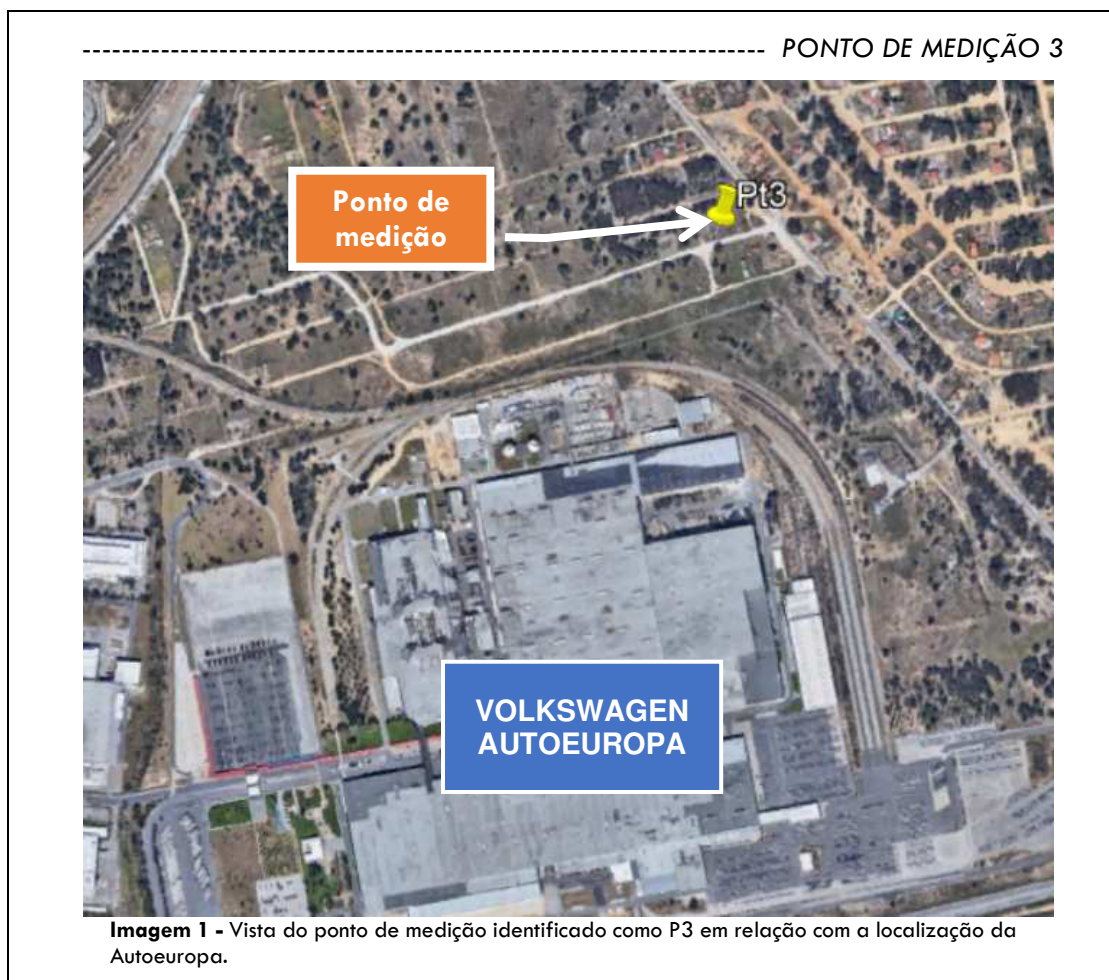 ---------------------------------------------------------------------- PONTO DE MEDIÇÃO 3
Ponto de
medição
Pt3
VOLKSWAGEN
AUTOEUROPA
Imagem 1 - Vista do ponto de medição identificado como P3 em relação com a localização da
Autoeuropa.